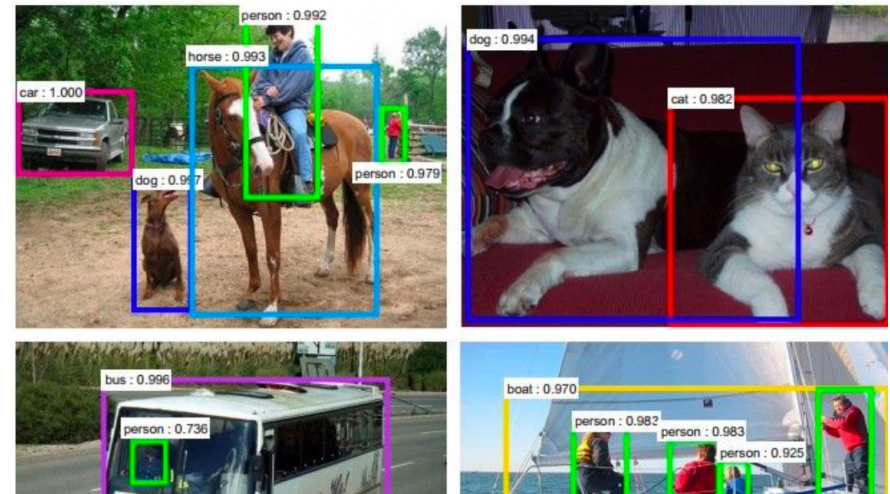 person : 0.992
horse : 0.993
car : 1.000
person : 0.979
dog : 0.997
dog : 0.994
cat : 0.982
bus : 0.996
person : 0.736
boat : 0.970
person : 0.983
person : 0.983
person : 0.925